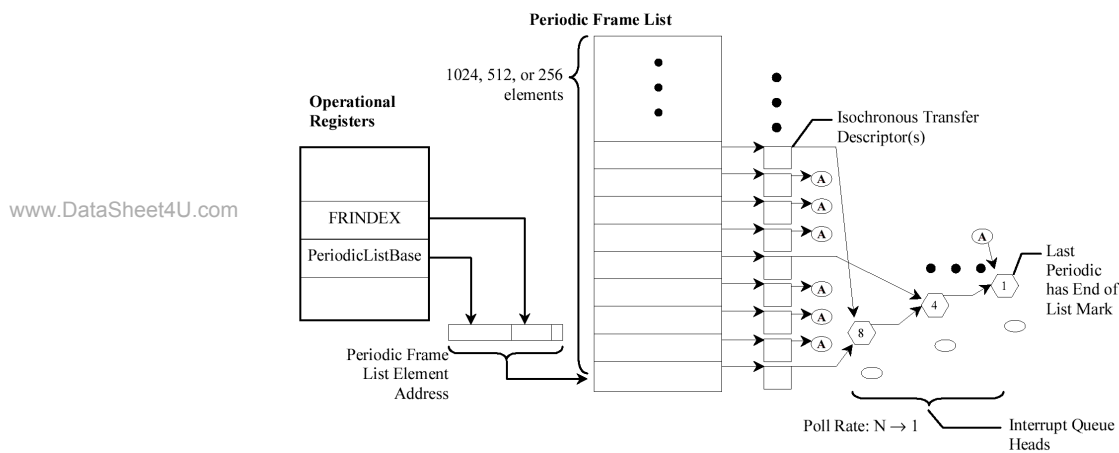 Periodic Frame List
1024, 512, or 256
elements
Operational
Registers
FRINDEX
PeriodicListBase
www.DataSheet4U.com
Periodic Frame
List Element
Address
Isochronous Transfer
Descriptor(s)
A
A
A
A
A
A
A
8
4
1
Last
Periodic
has End of
List Mark
Poll Rate: N → 1
Interrupt Queue
Heads